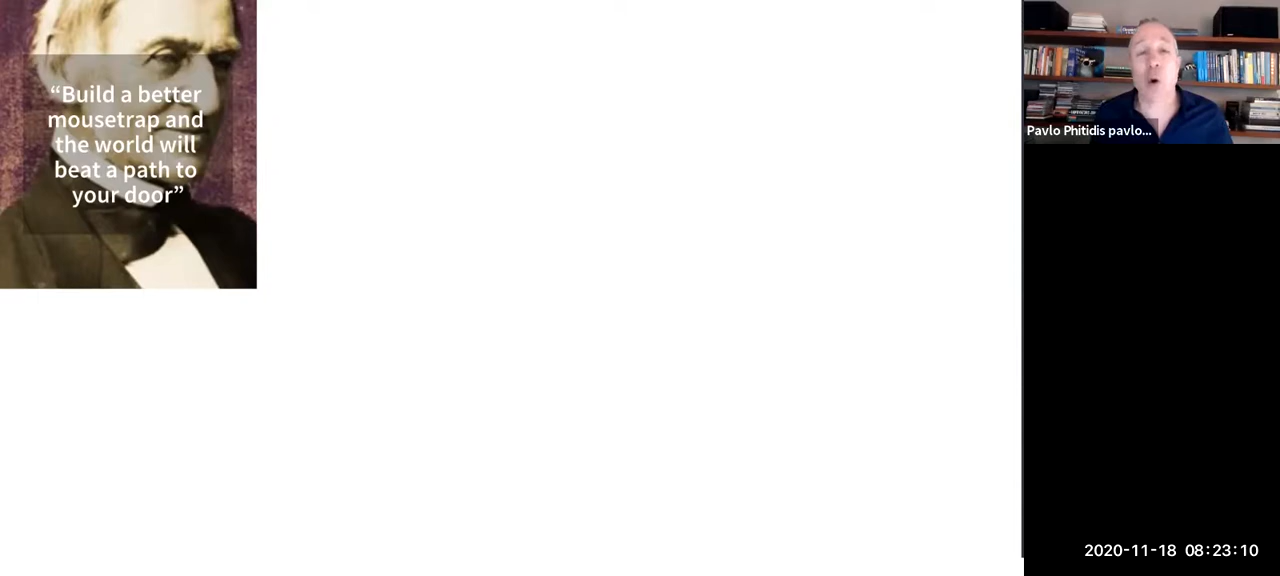 “Build a better
mousetrap and
the world will
beat a path to
your door”
Pavlo Phitidis pavlo...
2020-11-18 08:23:10